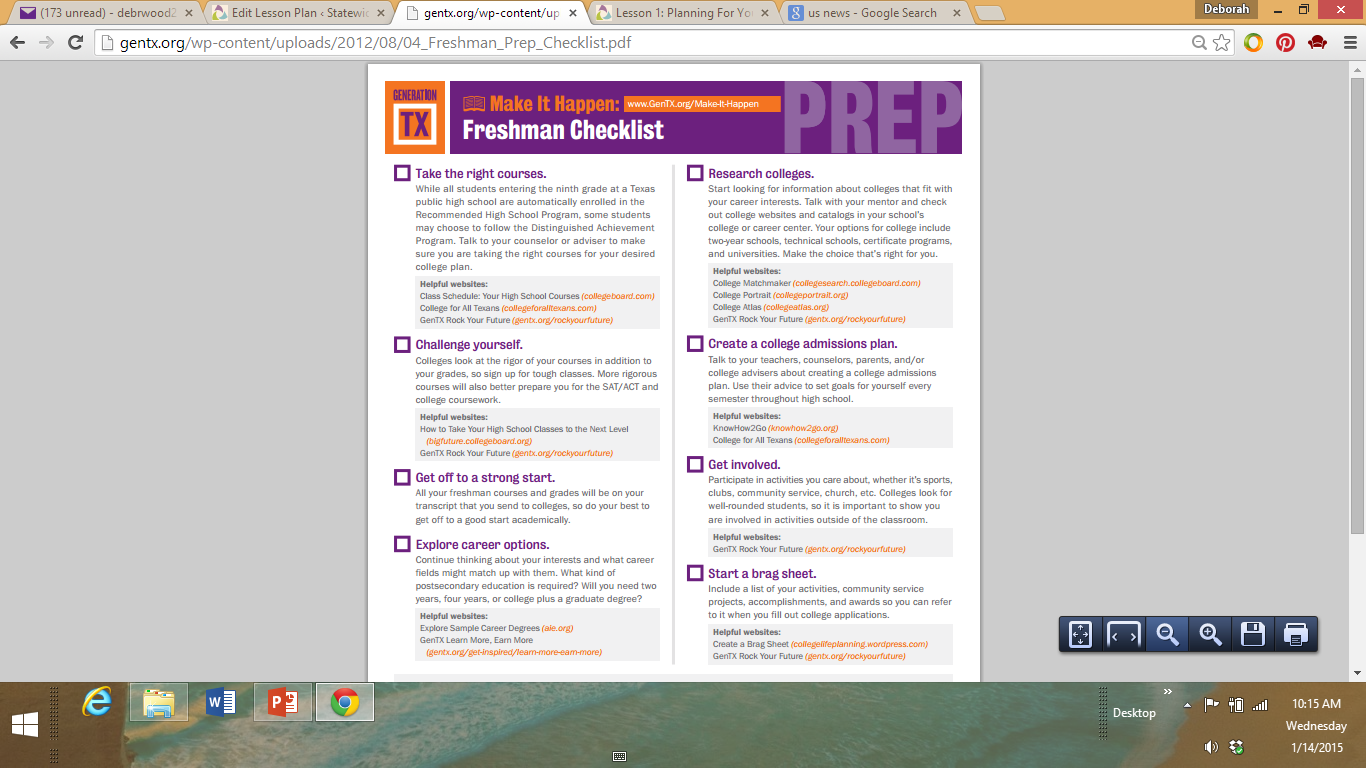 (173 unread) - debrwood2
Edit Lesson Plan ‹ Statewid
gentx.org/wp-content/up
Lesson 1: Planning For You
us news - Google Search
Deborah
gentx.org/wp-content/uploads/2012/08/04_Freshman_Prep_Checklist.pdf
GENERATION
TX
Make It Happen:
www.GenTX.org/Make-It-Happen
Freshman Checklist
PREP
Take the right courses.
While all students entering the ninth grade at a Texas
public high school are automatically enrolled in the
Recommended High School Program, some students
may choose to follow the Distinguished Achievement
Program. Talk to your counselor or adviser to make
sure you are taking the right courses for your desired
college plan.
Helpful websites:
Class Schedule: Your High School Courses (collegeboard.com)
College for All Texans (collegeforalltexans.com)
GenTX Rock Your Future (gentx.org/rockyourfuture)
Challenge yourself.
Colleges look at the rigor of your courses in addition to
your grades, so sign up for tough classes. More rigorous
courses will also better prepare you for the SAT/ACT and
college coursework.
Helpful websites:
How to Take Your High School Classes to the Next Level
(bigfuture.collegeboard.org)
GenTX Rock Your Future (gentx.org/rockyourfuture)
Get off to a strong start.
All your freshman courses and grades will be on your
transcript that you send to colleges, so do your best to
get off to a good start academically.
Explore career options.
Continue thinking about your interests and what career
fields might match up with them. What kind of
postsecondary education is required? Will you need two
years, four years, or college plus a graduate degree?
Helpful websites:
Explore Sample Career Degrees (aie.org)
GenTX Learn More, Earn More
(gentx.org/get-inspired/learn-more-earn-more)
Research colleges.
Start looking for information about colleges that fit with
your career interests. Talk with your mentor and check
out college websites and catalogs in your school's
college or career center. Your options for college include
two-year schools, technical schools, certificate programs,
and universities. Make the choice that's right for you.
Helpful websites:
College Matchmaker (collegesearch.collegeboard.com)
College Portrait (collegeportrait.org)
College Atlas (collegeatlas.org)
GenTX Rock Your Future (gentx.org/rockyourfuture)
Create a college admissions plan.
Talk to your teachers, counselors, parents, and/or
college advisers about creating a college admissions
plan. Use their advice to set goals for yourself every
semester throughout high school.
Helpful websites:
KnowHow2Go (knowhow2go.org)
College for All Texans (collegeforalltexans.com)
Get involved.
Participate in activities you care about, whether it's sports,
clubs, community service, church, etc. Colleges look for
well-rounded students, so it is important to show you
are involved in activities outside of the classroom.
Helpful websites:
GenTX Rock Your Future (gentx.org/rockyourfuture)
Start a brag sheet.
Include a list of your activities, community service
projects, accomplishments, and awards so you can refer
to it when you fill out college applications.
Helpful websites:
Create a Brag Sheet (collegelifeplanning.wordpress.com)
GenTX Rock Your Future (gentx.org/rockyourfuture)
Desktop
10:15 AM
Wednesday
1/14/2015